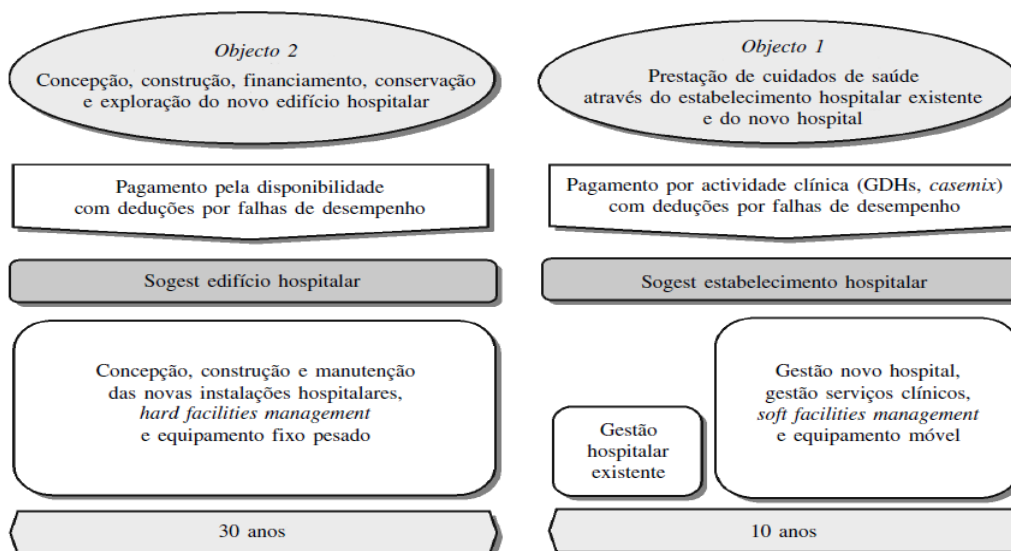 Objecto 2
Concepção, construção, financiamento, conservação
e exploração do novo edifício hospitalar
Pagamento pela disponibilidade
com deduções por falhas de desempenho
Sogest edifício hospitalar
Concepção, construção e manutenção
das novas instalações hospitalares,
hard facilities management
e equipamento fixo pesado
30 anos
Objecto 1
Prestação de cuidados de saúde
através do estabelecimento hospitalar existente
e do novo hospital
Pagamento por actividade clínica (GDHs, casemix)
com deduções por falhas de desempenho
Sogest estabelecimento hospitalar
Gestão
hospitalar
existente
Gestão novo hospital,
gestão serviços clínicos,
soft facilities management
e equipamento móvel
10 anos